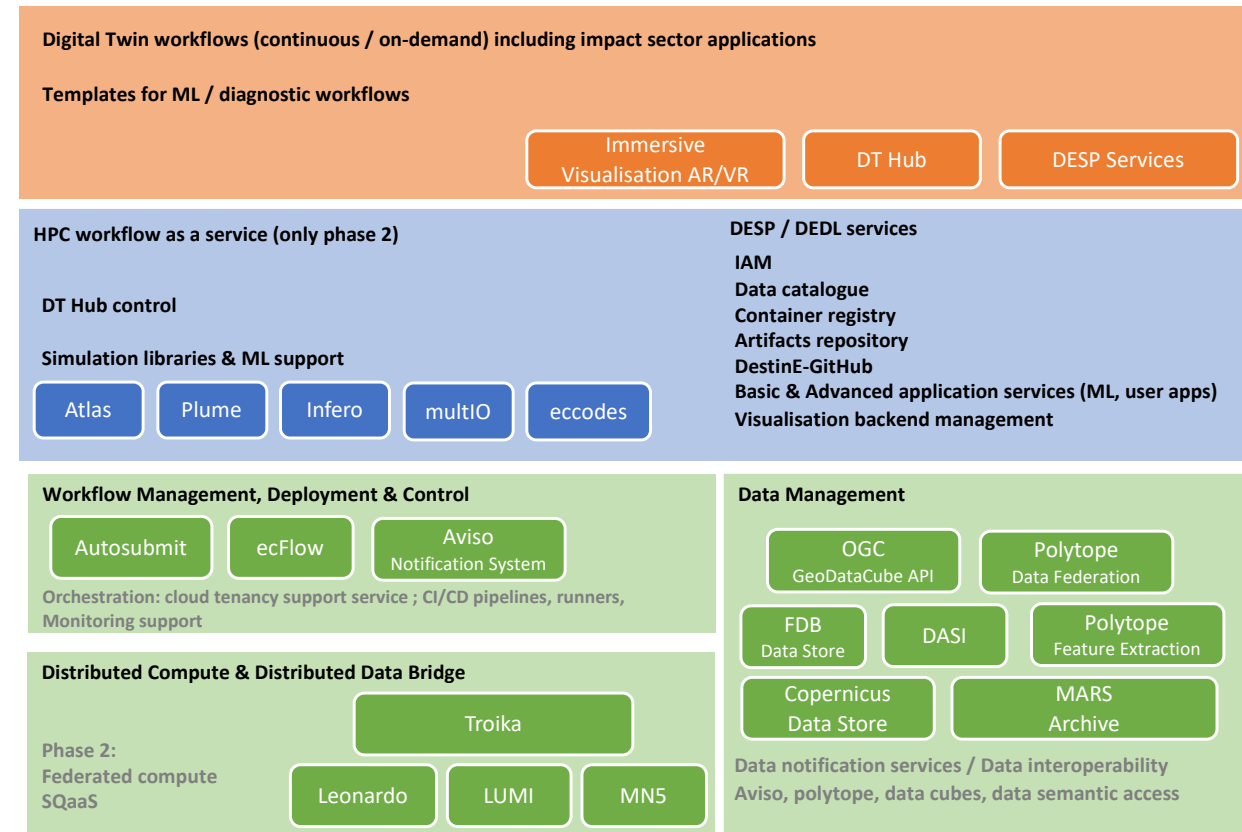 Digital Twin workflows (continuous / on-demand) including impact sector applications
Templates for ML / diagnostic workflows
Immersive
Visualisation AR/VR
DT Hub
DESP Services
HPC workflow as a service (only phase 2)
DT Hub control
Simulation libraries & ML support
Atlas
Plume
Infero
multIO
eccodes
DESP / DEDL services
IAM
Data catalogue
Container registry
Artifacts repository
DestinE-GitHub
Basic & Advanced application services (ML, user apps)
Visualisation backend management
Workflow Management, Deployment & Control
Autosubmit
ecFlow
Aviso
Notification System
Orchestration: cloud tenancy support service ; CI/CD pipelines, runners,
Monitoring support
Distributed Compute & Distributed Data Bridge
Troika
Phase 2:
Federated compute
SQaaS
Leonardo
LUMI
MN5
Data Management
OGC
GeoDataCube API
Polytope
Data Federation
FDB
Data Store
DASI
Polytope
Feature Extraction
Copernicus
Data Store
MARS
Archive
Data notification services / Data interoperability
Aviso, polytope, data cubes, data semantic access